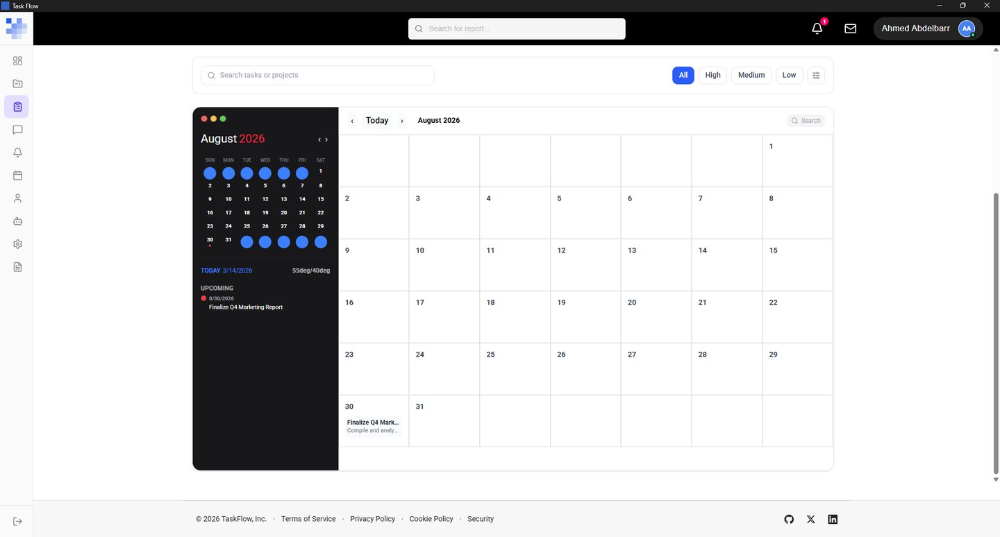 Task Flow
Search for report...
1
Ahmed Abdelbarr
AA
Search tasks or projects
All
High
Medium
Low
August 2026
‹ ›
SUN MON TUE WED THU FRI SAT
1
2 3 4 5 6 7 8
9 10 11 12 13 14 15
16 17 18 19 20 21 22
23 24 25 26 27 28 29
30 31
TODAY 3/14/2026 55deg/40deg
UPCOMING
8/30/2026
Finalize Q4 Marketing Report
‹ Today › August 2026 Search
1
2 3 4 5 6 7 8
9 10 11 12 13 14 15
16 17 18 19 20 21 22
23 24 25 26 27 28 29
30 31
Finalize Q4 Mark...
Compile and analy...
© 2026 TaskFlow, Inc. · Terms of Service · Privacy Policy · Cookie Policy · Security